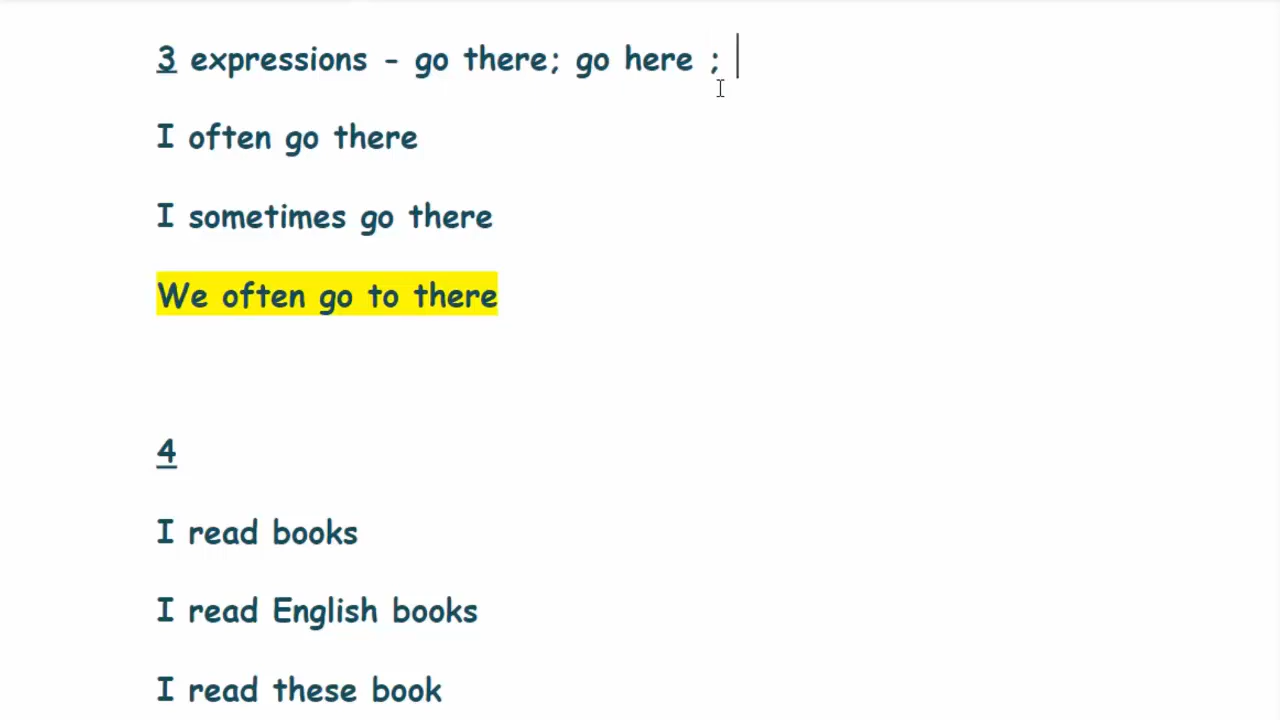 3 expressions - go there; go here ;
I often go there
I sometimes go there
We often go to there
4
I read books
I read English books
I read these book